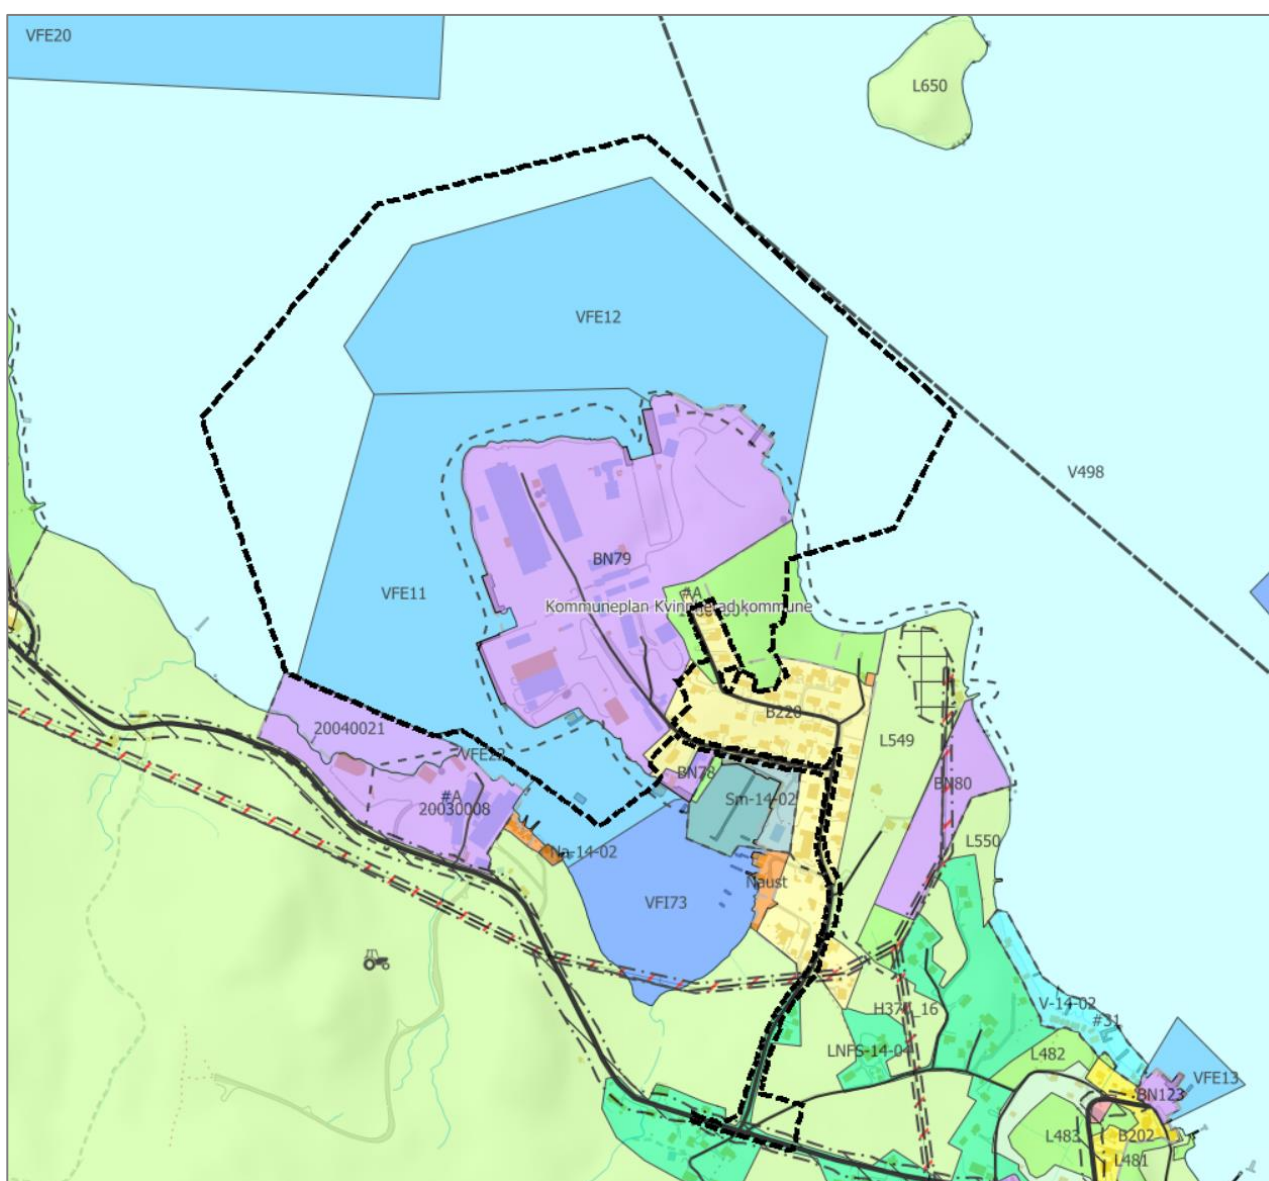 VFE20
L650
VFE12
V498
BN79
VFE11
#A
Kommuneplan Kvinnherad kommune
B220
20040021
L549
VFE22
BN78
BN80
Sm-14-02
#A
20030008
L550
Na-14-02
Naust
VFI73
V-14-02
#31
LNFS-14-04
L482
VFE13
BN123
L483
B202
L481